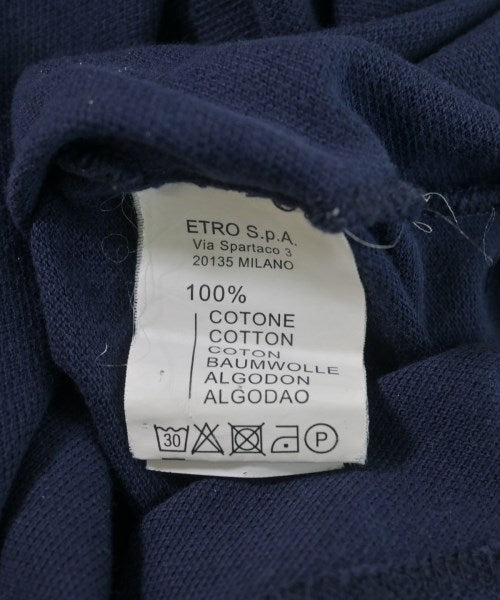 ETRO S.p.A.
Via Spartaco 3
20135 MILANO
100%
COTONE
COTTON
COTON
BAUMWOLLE
ALGODON
ALGODAO
30 P